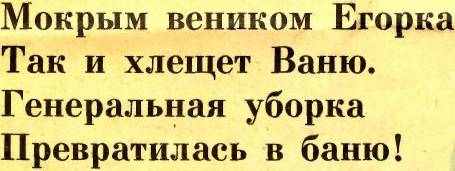 Мокрым веником Егорка
Так и хлещет Ваню.
Генеральная уборка
Превратилась в баню!